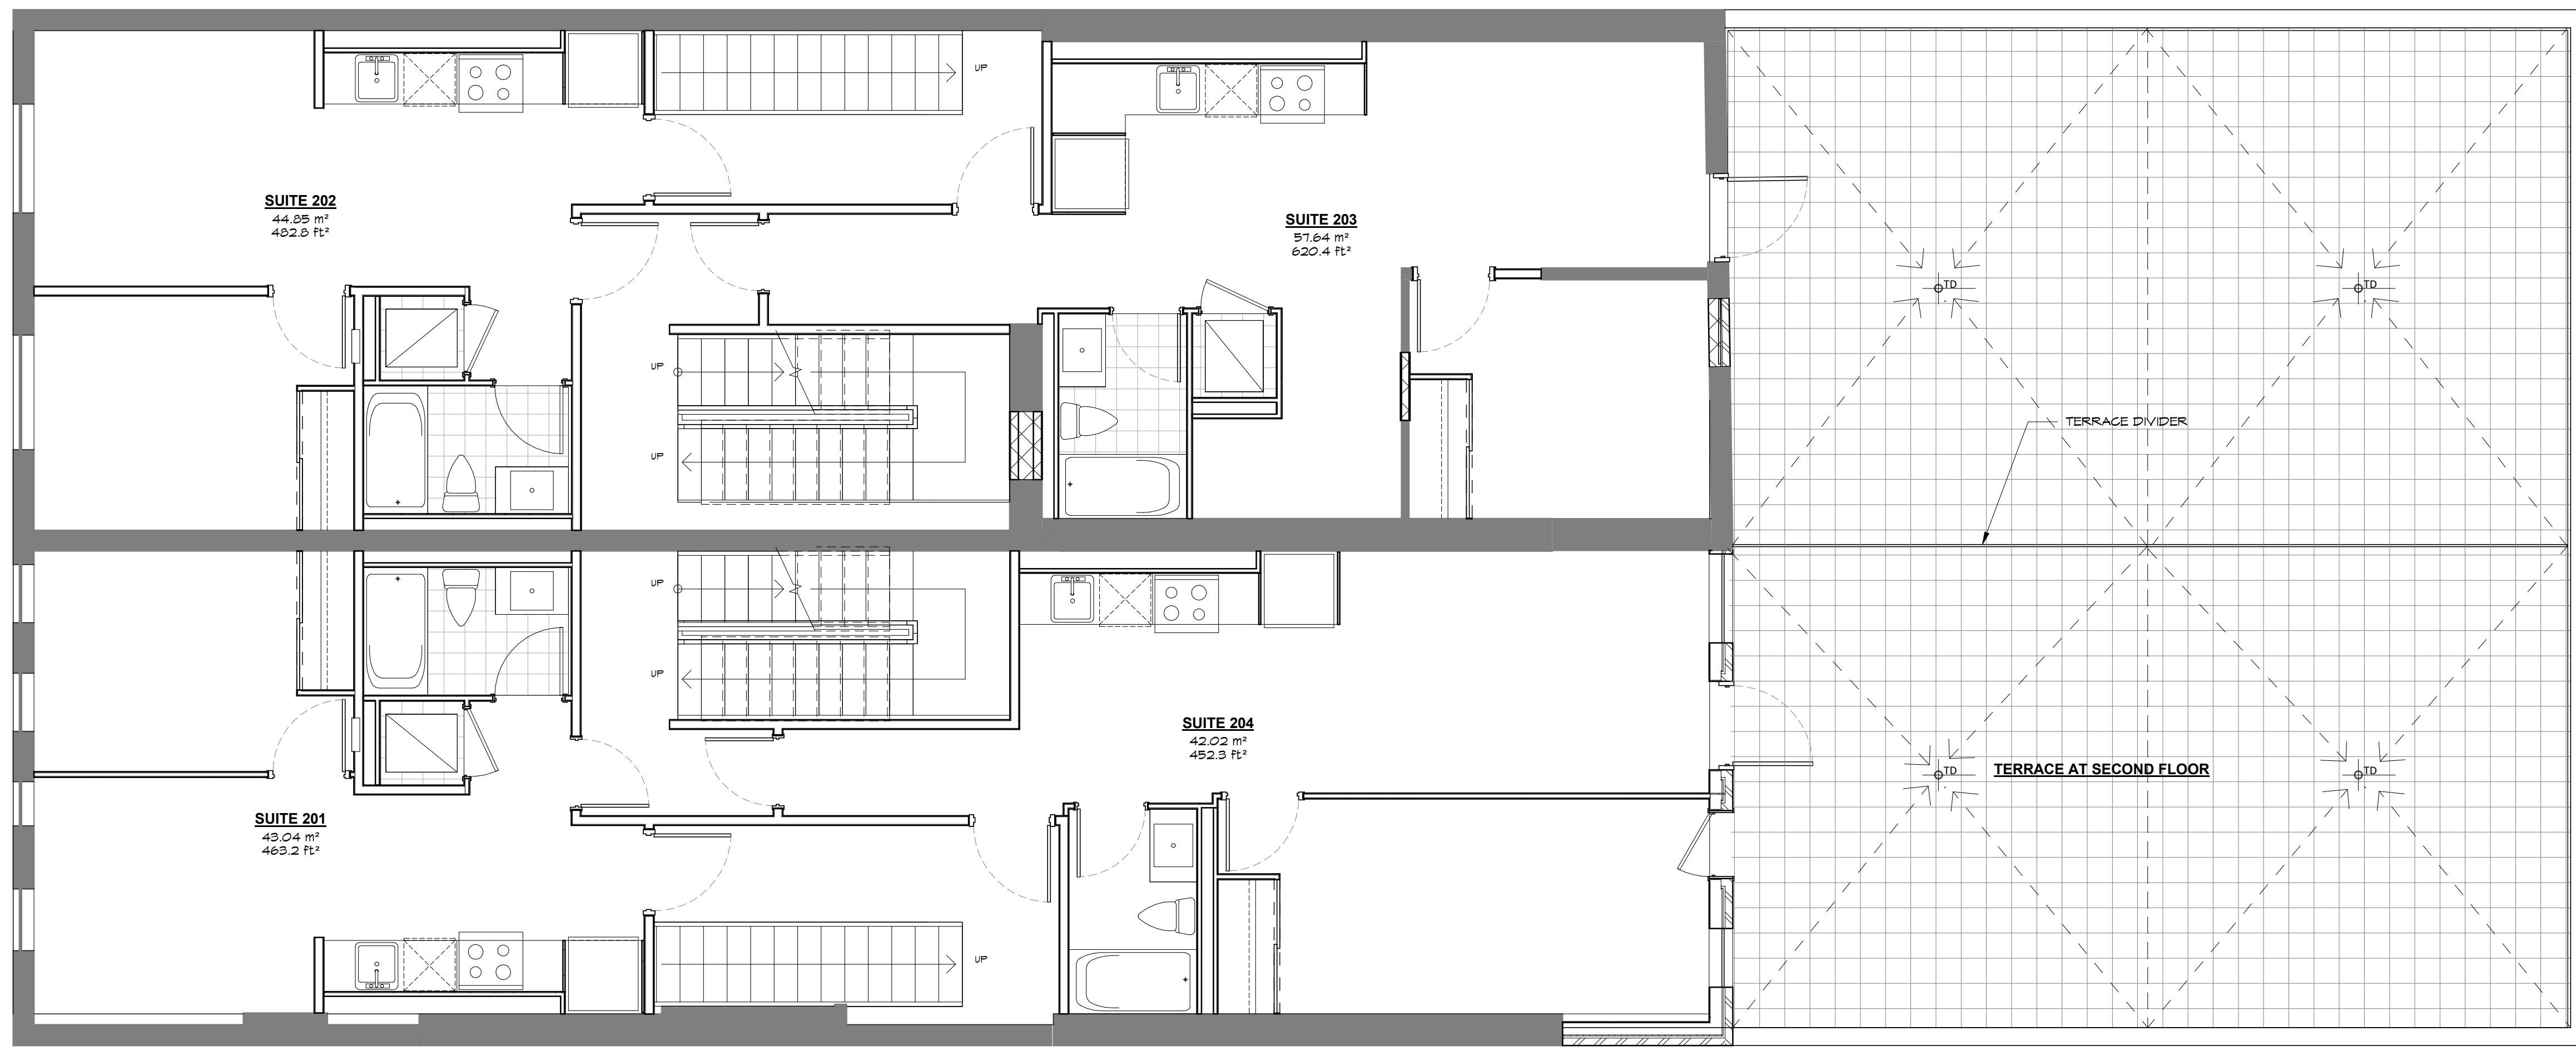 UP
SUITE 202
44.85 m²
482.8 ft²
SUITE 203
57.64 m²
620.4 ft²
TD
TD
UP
TERRACE DIVIDER
UP
UP
UP
SUITE 204
42.02 m²
452.3 ft²
TD
TERRACE AT SECOND FLOOR
TD
SUITE 201
43.04 m²
463.2 ft²
UP